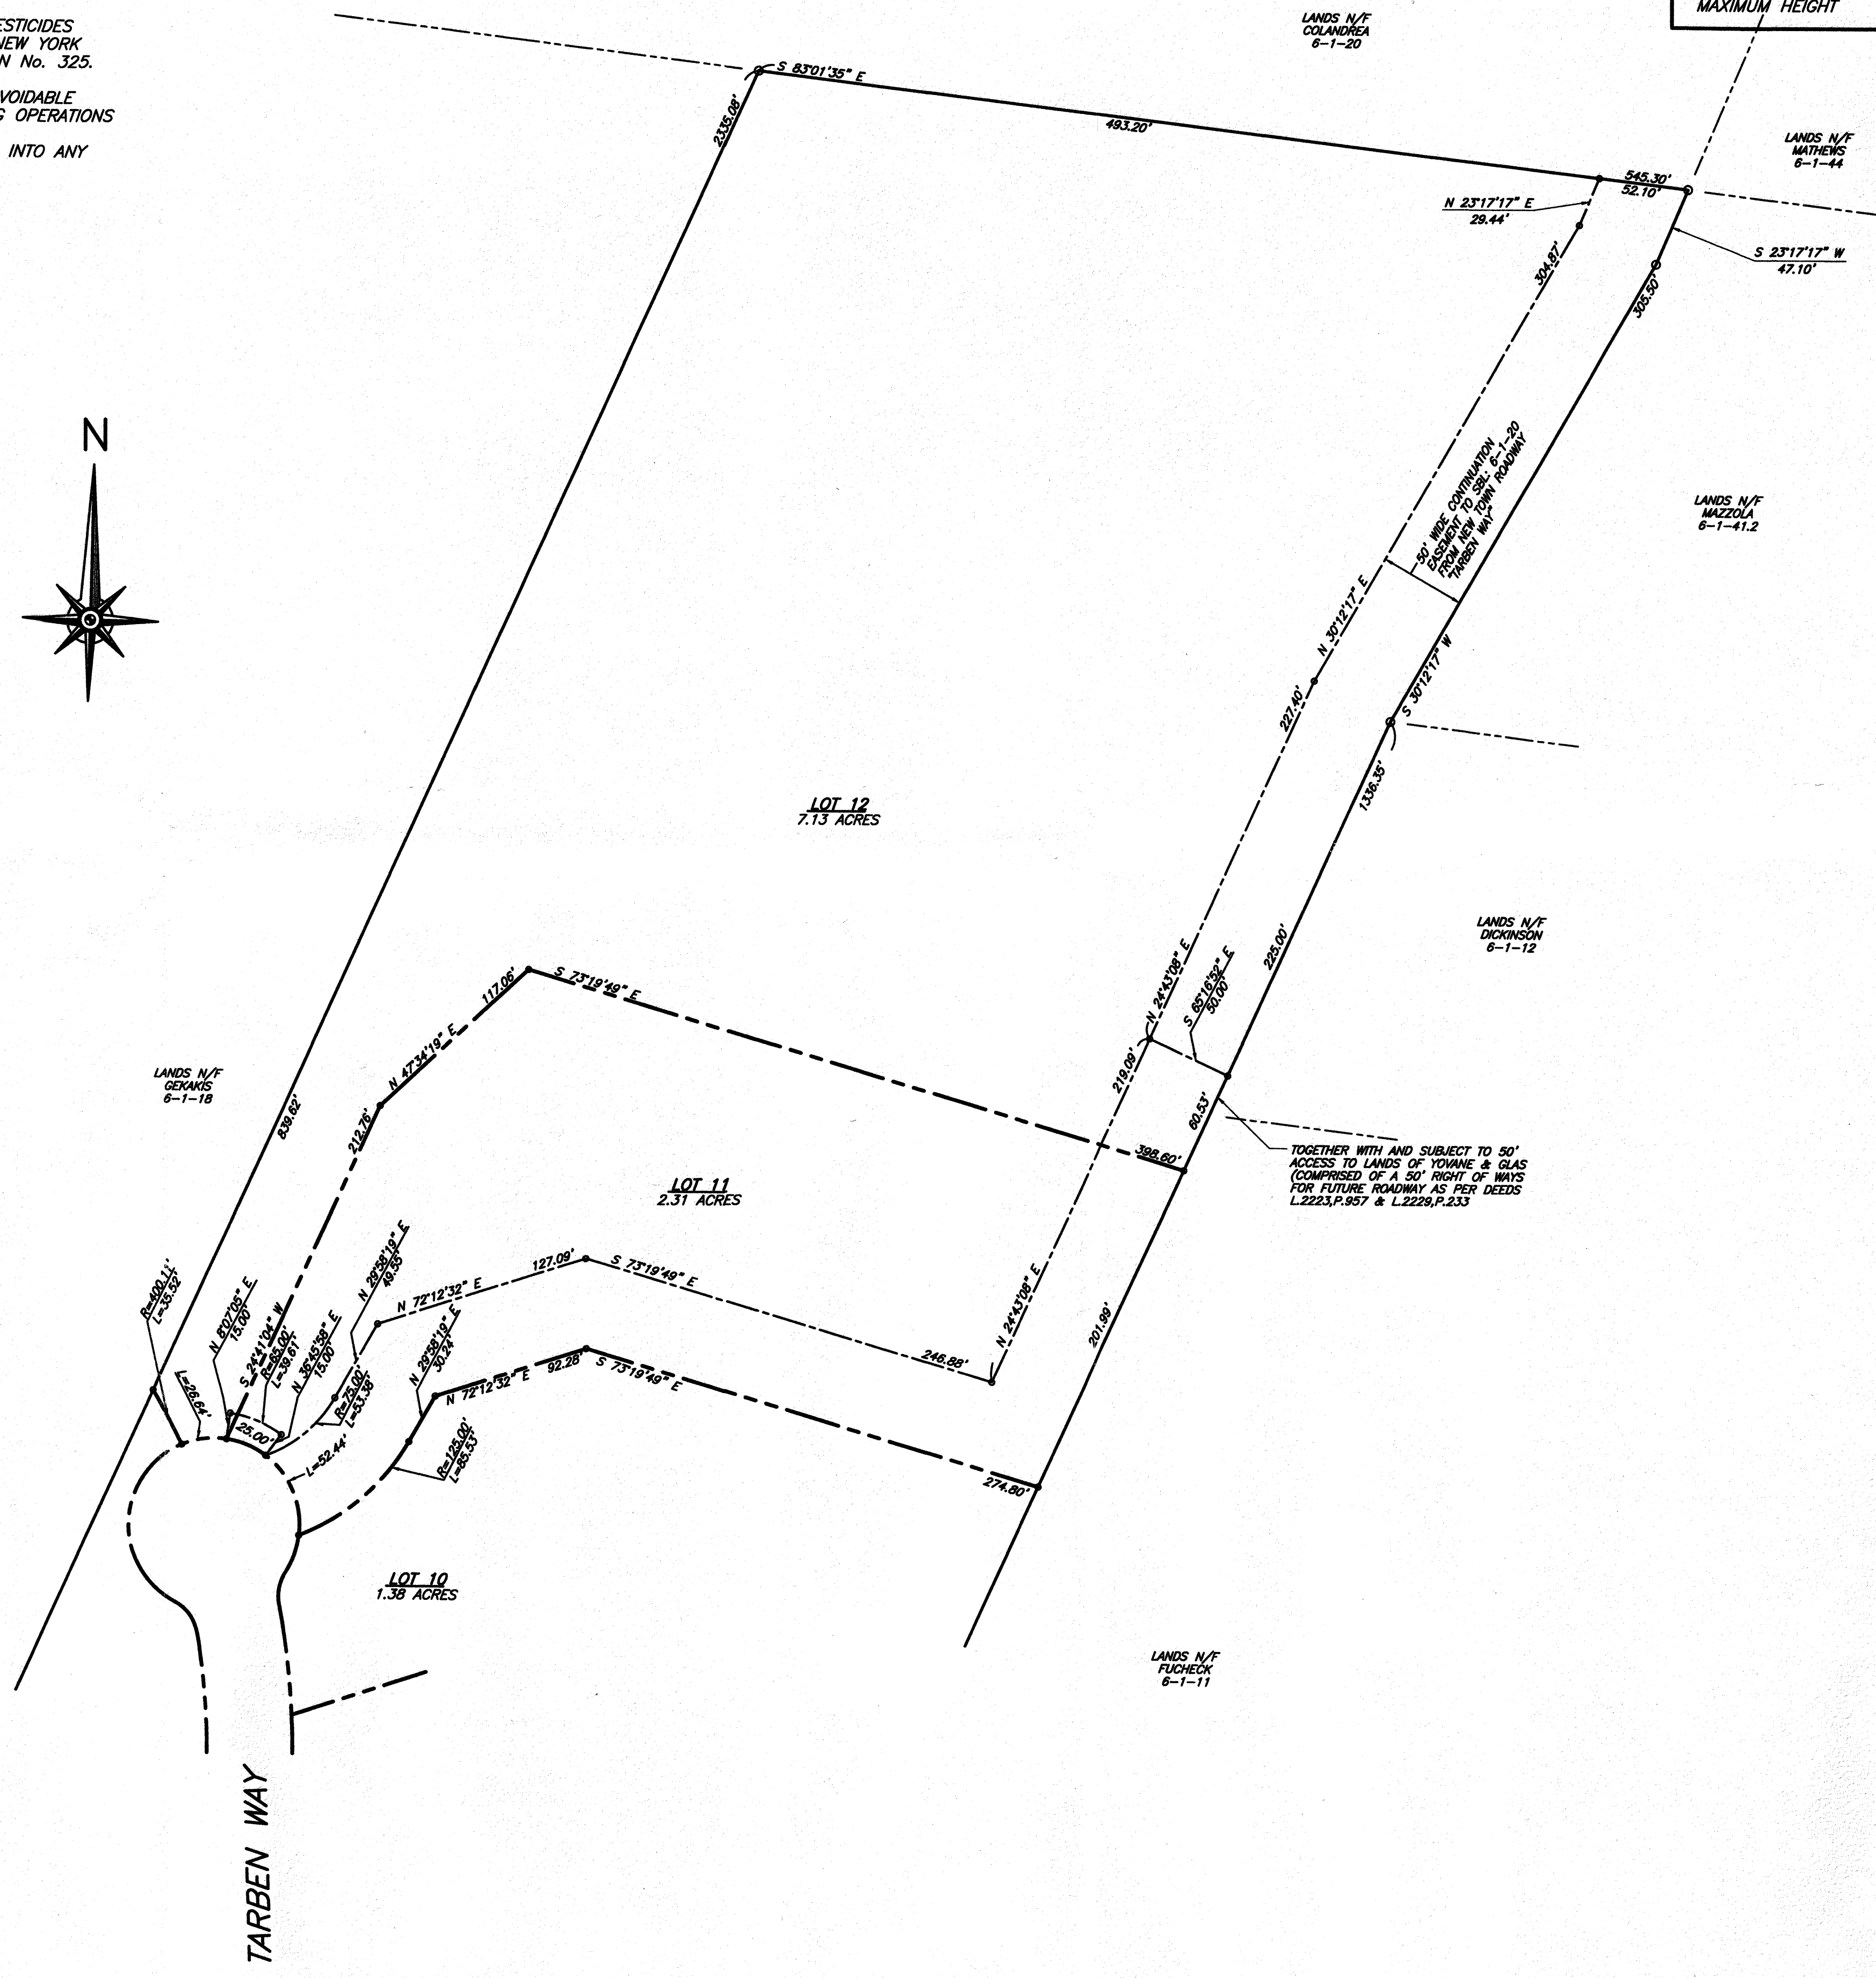 ESTICIDES
NEW YORK
N No. 325.
VOIDABLE
G OPERATIONS
INTO ANY
MAXIMUM HEIGHT
LANDS N/F
COLANDREA
6-1-20
LANDS N/F
MATHEWS
6-1-44
S 83°01'35" E
2335.08'
493.20'
545.30'
52.10'
N 23°17'17" E
29.44'
S 23°17'17" W
47.10'
304.87'
305.50'
N
50' WIDE CONTINUATION
EASEMENT TO SBL: 6-1-20
FROM NEW TOWN ROADWAY
"TARBEN WAY"
LANDS N/F
MAZZOLA
6-1-41.2
N 30°12'17" E
S 30°12'17" W
227.40'
1336.35'
LOT 12
7.13 ACRES
LANDS N/F
DICKINSON
6-1-12
225.00'
N 24°43'08" E
S 65°16'52" E
50.00'
117.06'
S 73°19'49" E
N 47°34'19" E
219.09'
60.53'
LANDS N/F
GEKAKIS
6-1-18
839.62'
212.76'
398.60'
TOGETHER WITH AND SUBJECT TO 50'
ACCESS TO LANDS OF YOVANE & GLAS
(COMPRISED OF A 50' RIGHT OF WAYS
FOR FUTURE ROADWAY AS PER DEEDS
L.2223,P.957 & L.2229,P.233
LOT 11
2.31 ACRES
R=400.11'
L=35.52'
N 8°07'05" E
15.00'
S 24°41'04" W
R=65.00'
L=39.61'
N 36°45'58" E
15.00'
N 29°58'19" E
49.55'
N 72°12'32" E
127.09'
S 73°19'49" E
N 24°43'08" E
201.99'
246.88'
L=26.64'
25.00'
R=75.00'
L=53.38'
L=52.44'
N 29°58'19" E
30.24'
N 72°12'32" E
92.28'
S 73°19'49" E
R=125.00'
L=85.53'
274.80'
LOT 10
1.38 ACRES
LANDS N/F
FUCHECK
6-1-11
TARBEN WAY